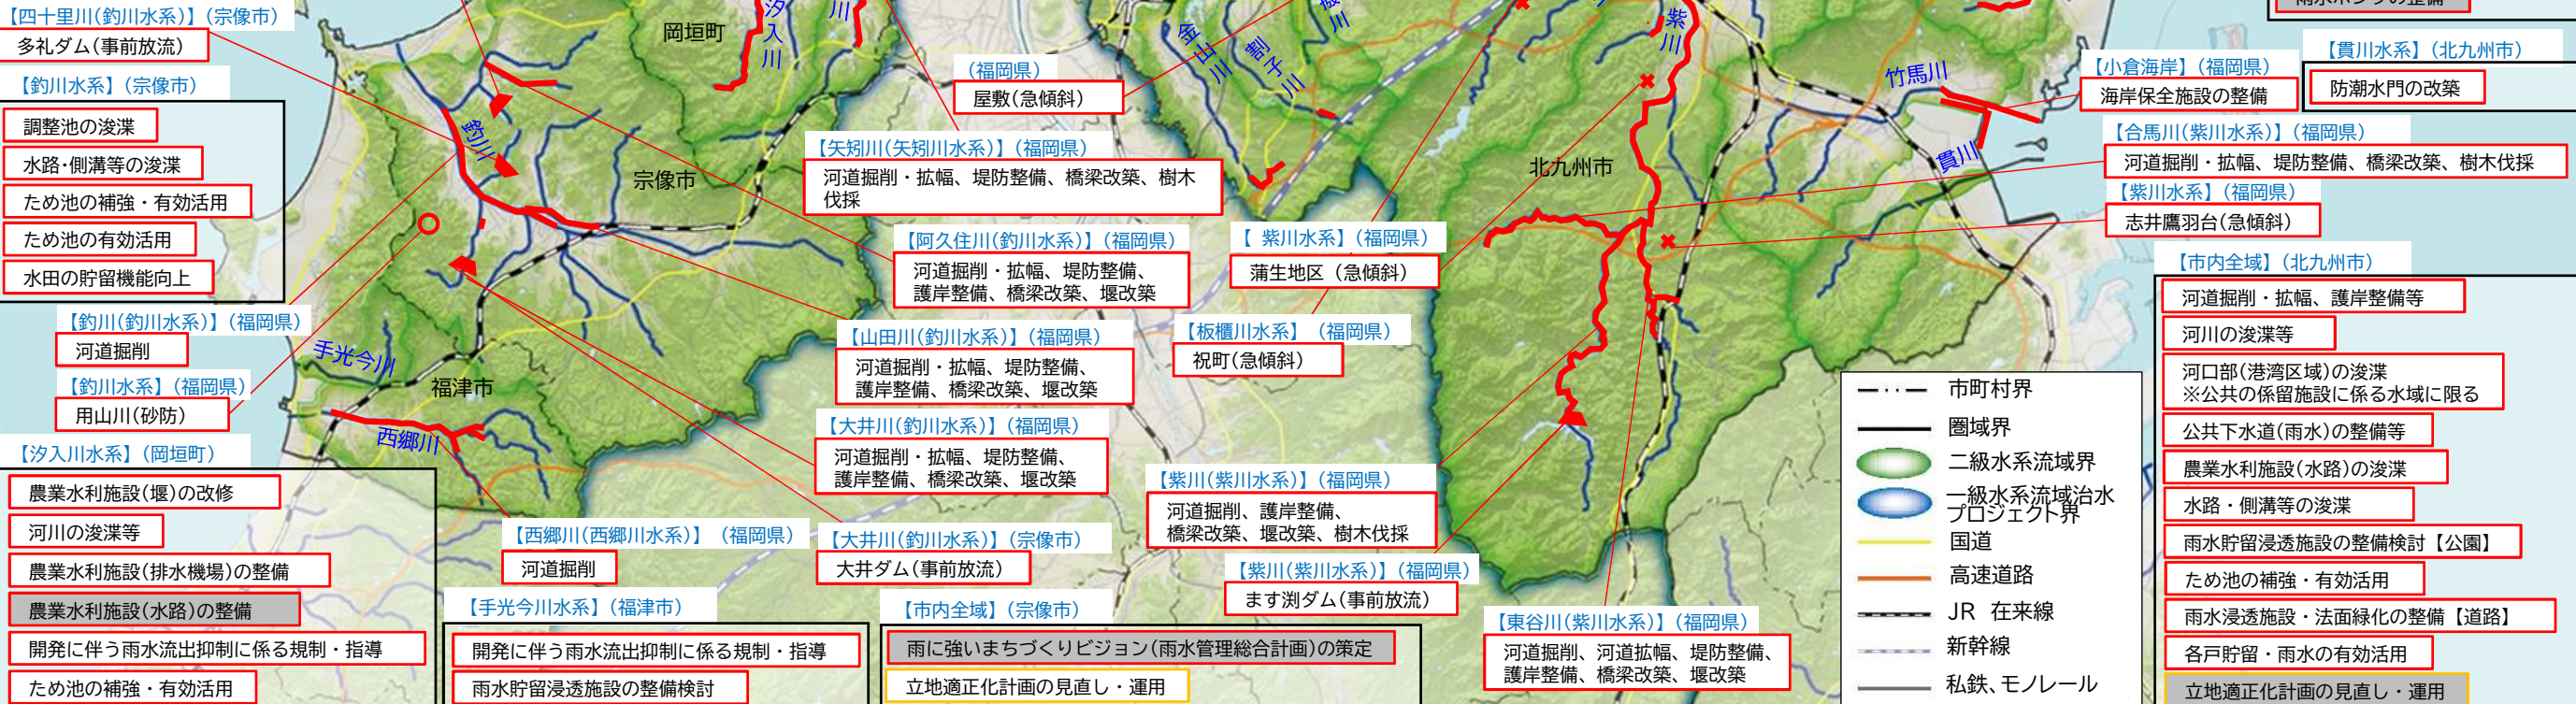 【四十里川(釣川水系)】(宗像市)
多礼ダム(事前放流)
【釣川水系】(宗像市)
調整池の浚渫
水路・側溝等の浚渫
ため池の補強・有効活用
ため池の有効活用
水田の貯留機能向上
【釣川(釣川水系)】(福岡県)
河道掘削
【釣川水系】(福岡県)
用山川(砂防)
【汐入川水系】(岡垣町)
農業水利施設(堰)の改修
河川の浚渫等
農業水利施設(排水機場)の整備
農業水利施設(水路)の整備
開発に伴う雨水流出抑制に係る規制・指導
ため池の補強・有効活用
岡垣町
汐入川
川
釣川
宗像市
手光今川
福津市
西郷川
【西郷川(西郷川水系)】(福岡県)
河道掘削
【手光今川水系】(福津市)
開発に伴う雨水流出抑制に係る規制・指導
雨水貯留浸透施設の整備検討
(福岡県)
屋敷(急傾斜)
【矢矧川(矢矧川水系)】(福岡県)
河道掘削・拡幅、堤防整備、橋梁改築、樹木
伐採
【阿久住川(釣川水系)】(福岡県)
河道掘削・拡幅、堤防整備、
護岸整備、橋梁改築、堰改築
【山田川(釣川水系)】(福岡県)
河道掘削・拡幅、堤防整備、
護岸整備、橋梁改築、堰改築
【大井川(釣川水系)】(福岡県)
河道掘削・拡幅、堤防整備、
護岸整備、橋梁改築、堰改築
【大井川(釣川水系)】(宗像市)
大井ダム(事前放流)
【市内全域】(宗像市)
雨に強いまちづくりビジョン(雨水管理総合計画)の策定
立地適正化計画の見直し・運用
金山川
割子川
川
紫川
北九州市
【 紫川水系】(福岡県)
蒲生地区(急傾斜)
【板櫃川水系】(福岡県)
祝町(急傾斜)
【紫川(紫川水系)】(福岡県)
河道掘削、護岸整備、
橋梁改築、堰改築、樹木伐採
【紫川(紫川水系)】(福岡県)
ます渕ダム(事前放流)
【東谷川(紫川水系)】(福岡県)
河道掘削、河道拡幅、堤防整備、
護岸整備、橋梁改築、堰改築
竹馬川
貫川
雨水ポンプの整備
【小倉海岸】(福岡県)
海岸保全施設の整備
【貫川水系】(北九州市)
防潮水門の改築
【合馬川(紫川水系)】(福岡県)
河道掘削・拡幅、堤防整備、橋梁改築、樹木伐採
【紫川水系】(福岡県)
志井鷹羽台(急傾斜)
【市内全域】(北九州市)
河道掘削・拡幅、護岸整備等
河川の浚渫等
河口部(港湾区域)の浚渫
※公共の係留施設に係る水域に限る
公共下水道(雨水)の整備等
農業水利施設(水路)の浚渫
水路・側溝等の浚渫
雨水貯留浸透施設の整備検討【公園】
ため池の補強・有効活用
雨水浸透施設・法面緑化の整備【道路】
各戸貯留・雨水の有効活用
立地適正化計画の見直し・運用
市町村界
圏域界
二級水系流域界
一級水系流域治水
プロジェクト界
国道
高速道路
JR 在来線
新幹線
私鉄、モノレール